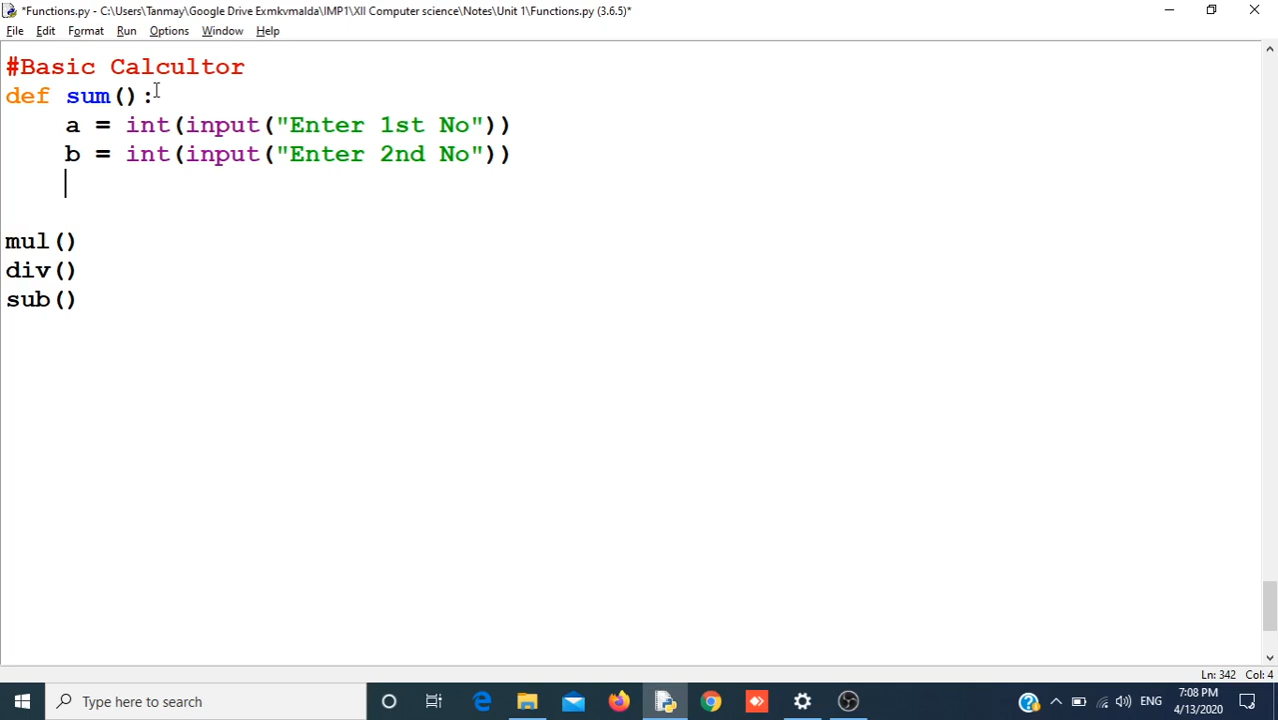 *Functions.py - C:\Users\Tanmay\Google Drive Exmkvmalda\IMP1\XII Computer science\Notes\Unit 1\Functions.py (3.6.5)*
File Edit Format Run Options Window Help
#Basic Calcultor
def sum():
    a = int(input("Enter 1st No"))
    b = int(input("Enter 2nd No"))
mul()
div()
sub()
Ln: 342 Col: 4
Type here to search
ENG
7:08 PM
4/13/2020